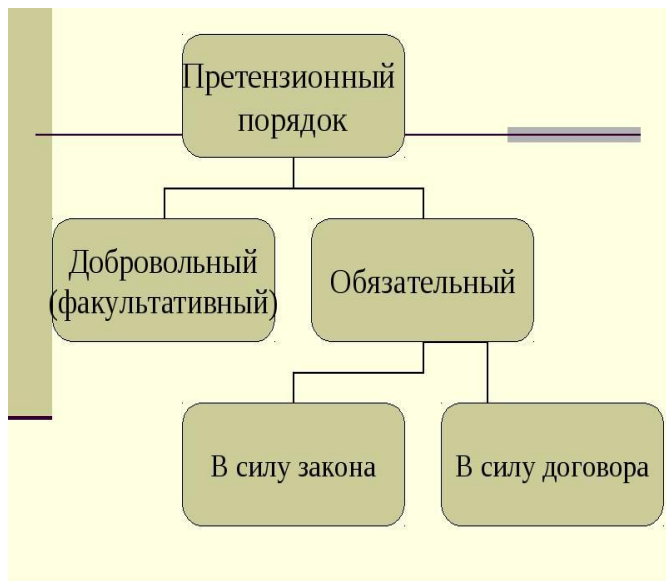 Претензионный
порядок
Добровольный
(факультативный)
Обязательный
В силу закона
В силу договора